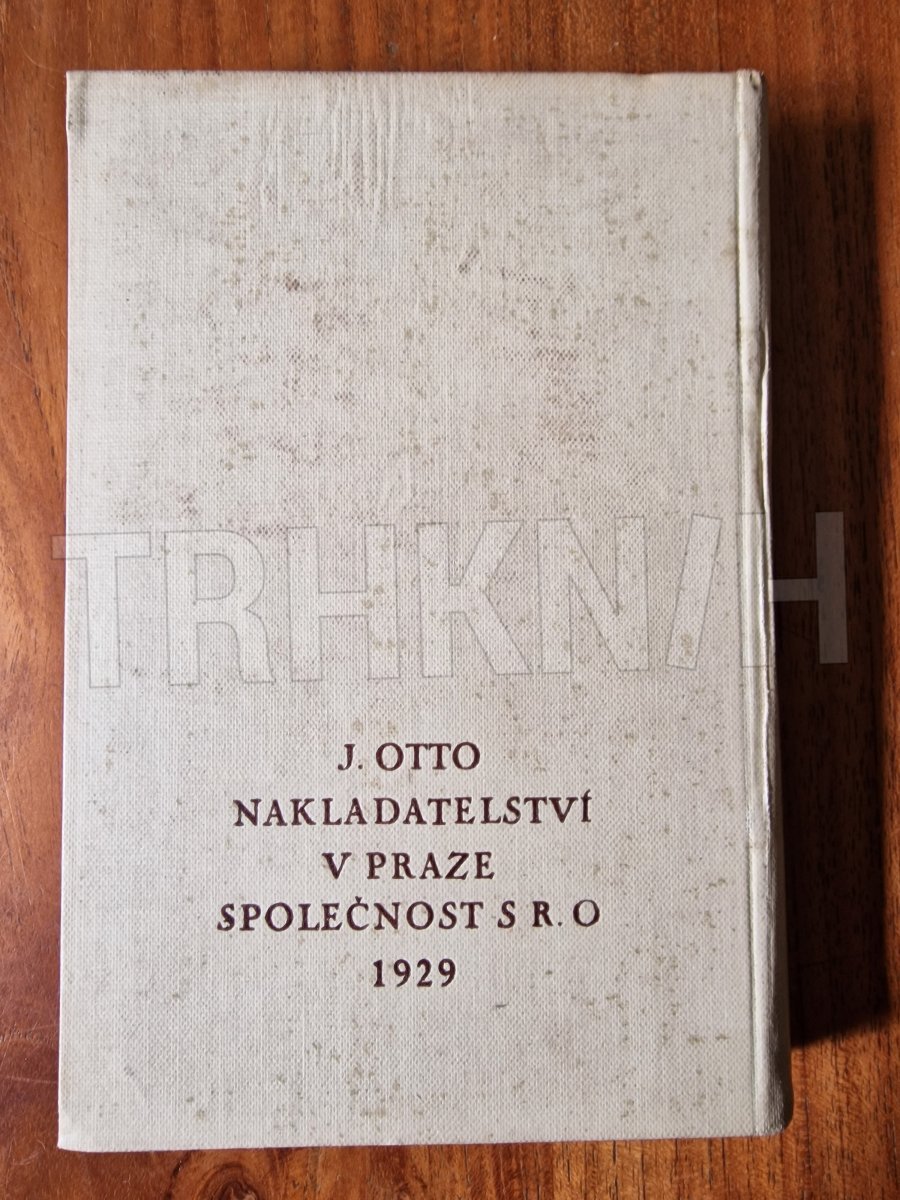 TRHKNIH
J. OTTO
NAKLADATELSTVÍ
V PRAZE
SPOLEČNOST S R. O
1929